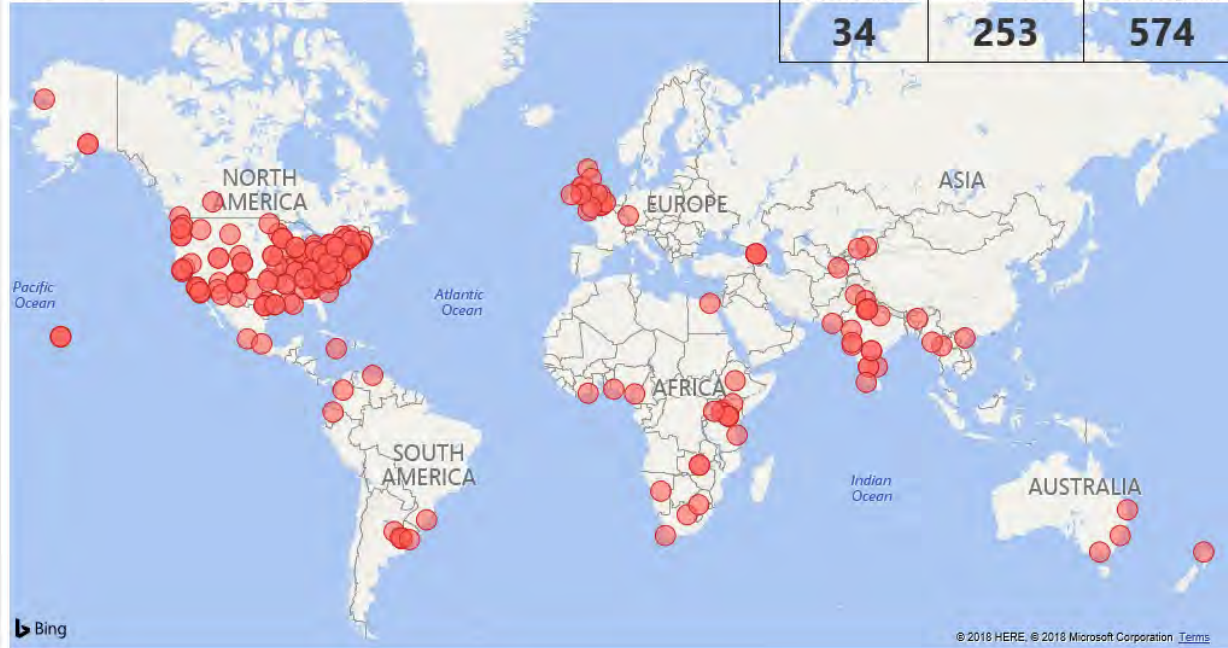 34 253 574
NORTH
AMERICA
EUROPE
ASIA
Pacific
Ocean
Atlantic
Ocean
AFRICA
SOUTH
AMERICA
Indian
Ocean
AUSTRALIA
Bing
© 2018 HERE, © 2018 Microsoft Corporation Terms